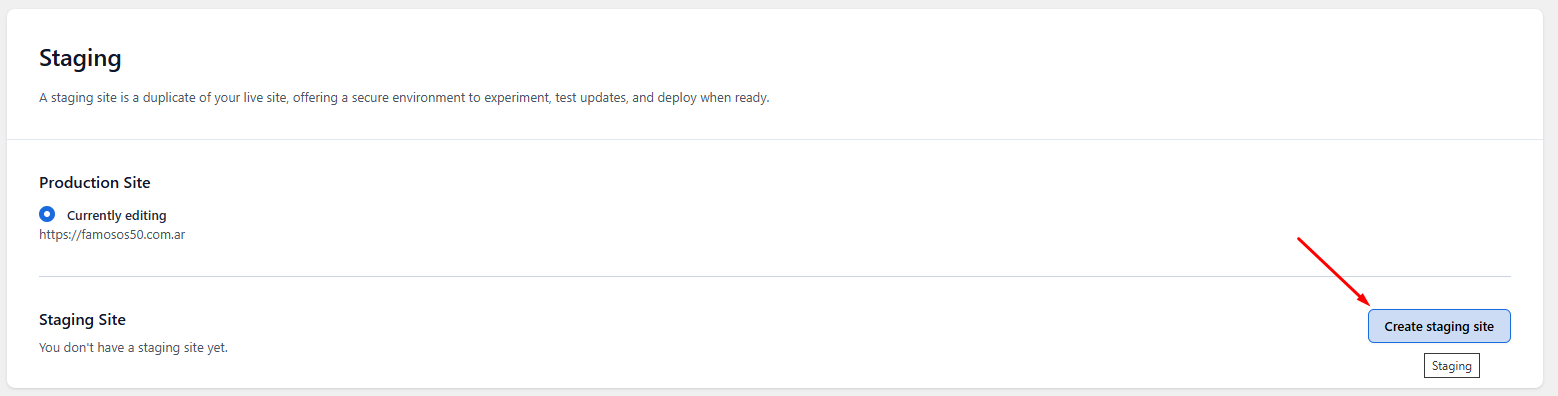 Staging
A staging site is a duplicate of your live site, offering a secure environment to experiment, test updates, and deploy when ready.
Production Site
Currently editing
https://famosos50.com.ar
Staging Site
Create staging site
You don't have a staging site yet.
Staging